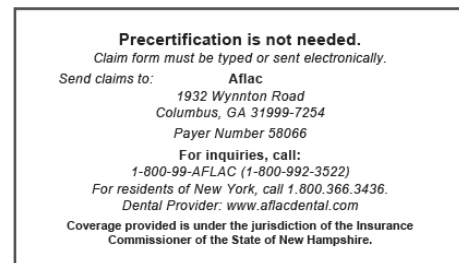 Precertification is not needed.
Claim form must be typed or sent electronically.
Send claims to: Aflac
1932 Wynnton Road
Columbus, GA 31999-7254
Payer Number 58066
For inquiries, call:
1-800-99-AFLAC (1-800-992-3522)
For residents of New York, call 1.800.366.3436.
Dental Provider: www.aflacdental.com
Coverage provided is under the jurisdiction of the Insurance
Commissioner of the State of New Hampshire.